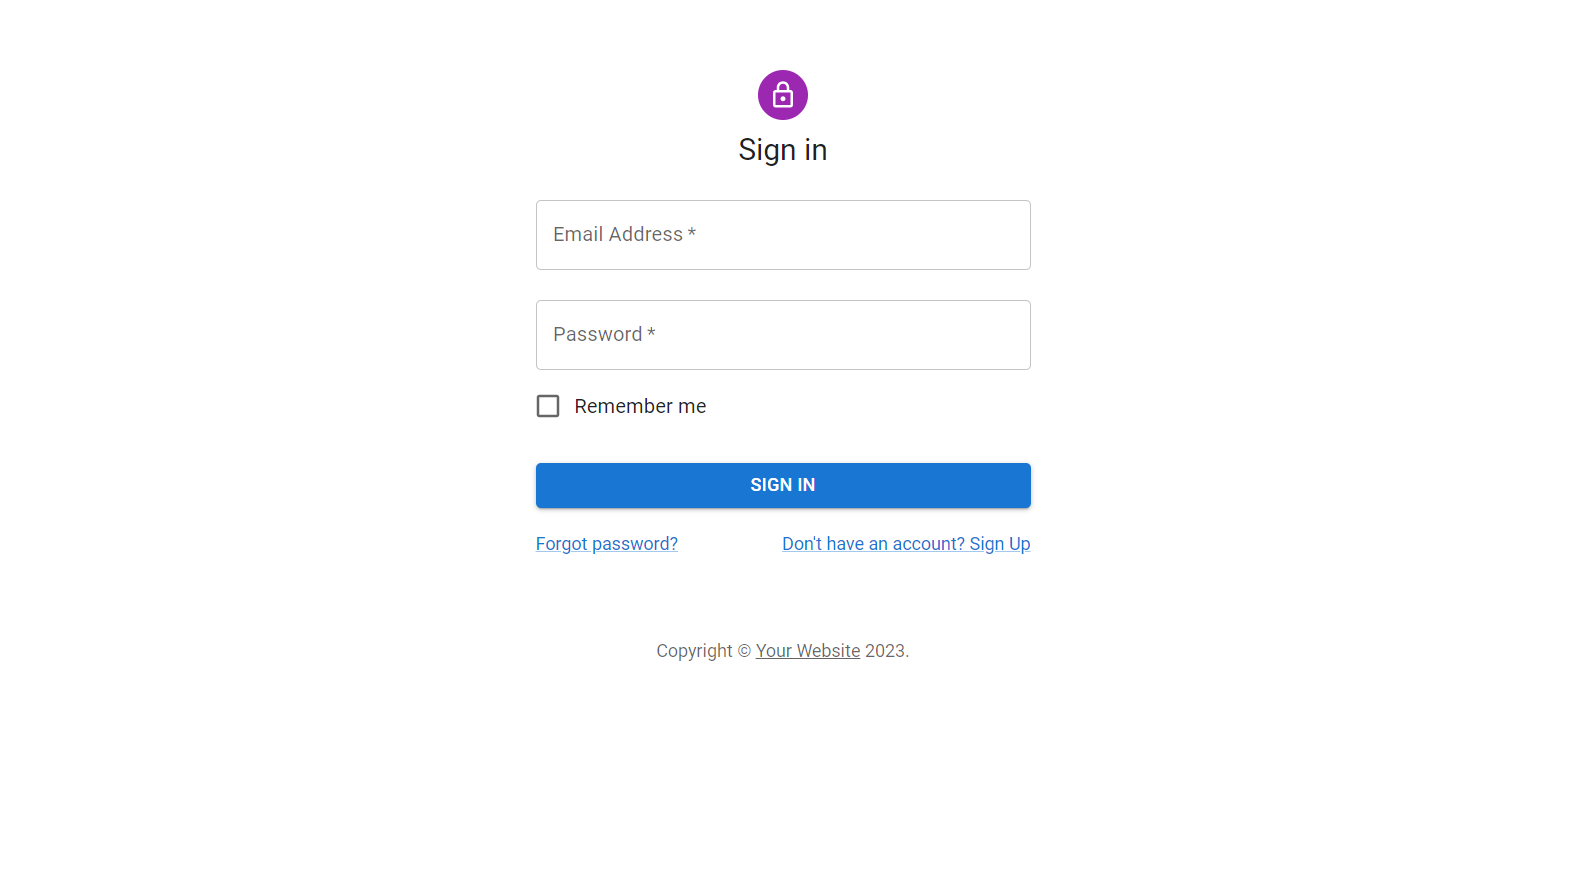 Sign in
Email Address *
Password *
Remember me
SIGN IN
Forgot password? Don't have an account? Sign Up
Copyright © Your Website 2023.